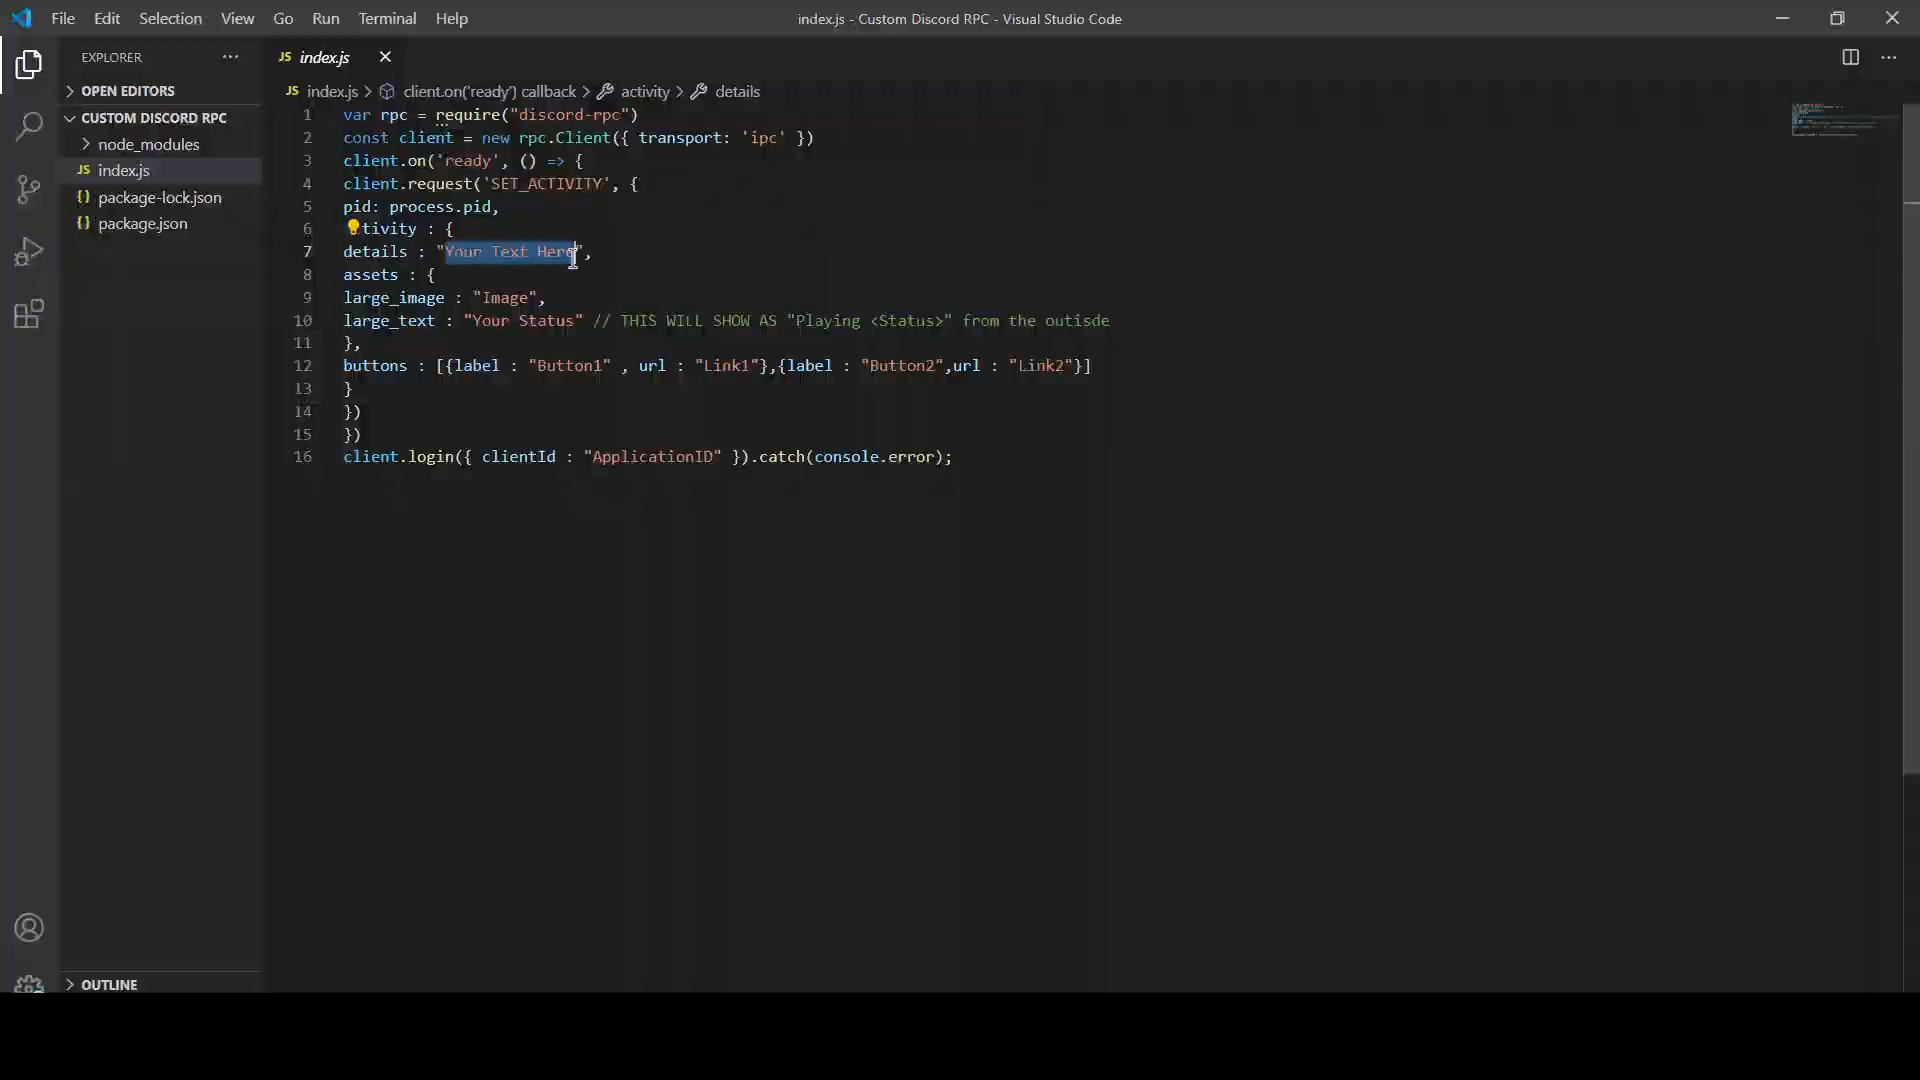 File Edit Selection View Go Run Terminal Help
index.js - Custom Discord RPC - Visual Studio Code
EXPLORER
JS index.js
OPEN EDITORS
JS index.js > client.on('ready') callback > activity > details
CUSTOM DISCORD RPC
node_modules
JS index.js
{} package-lock.json
{} package.json
1 var rpc = require("discord-rpc")
2 const client = new rpc.Client({ transport: 'ipc' })
3 client.on('ready', () => {
4 client.request('SET_ACTIVITY', {
5 pid: process.pid,
6 tivity : {
7 details : "Your Text Here",
8 assets : {
9 large_image : "Image",
10 large_text : "Your Status" // THIS WILL SHOW AS "Playing <Status>" from the outisde
11 },
12 buttons : [{label : "Button1" , url : "Link1"},{label : "Button2",url : "Link2"}]
13 }
14 })
15 })
16 client.login({ clientId : "ApplicationID" }).catch(console.error);
OUTLINE